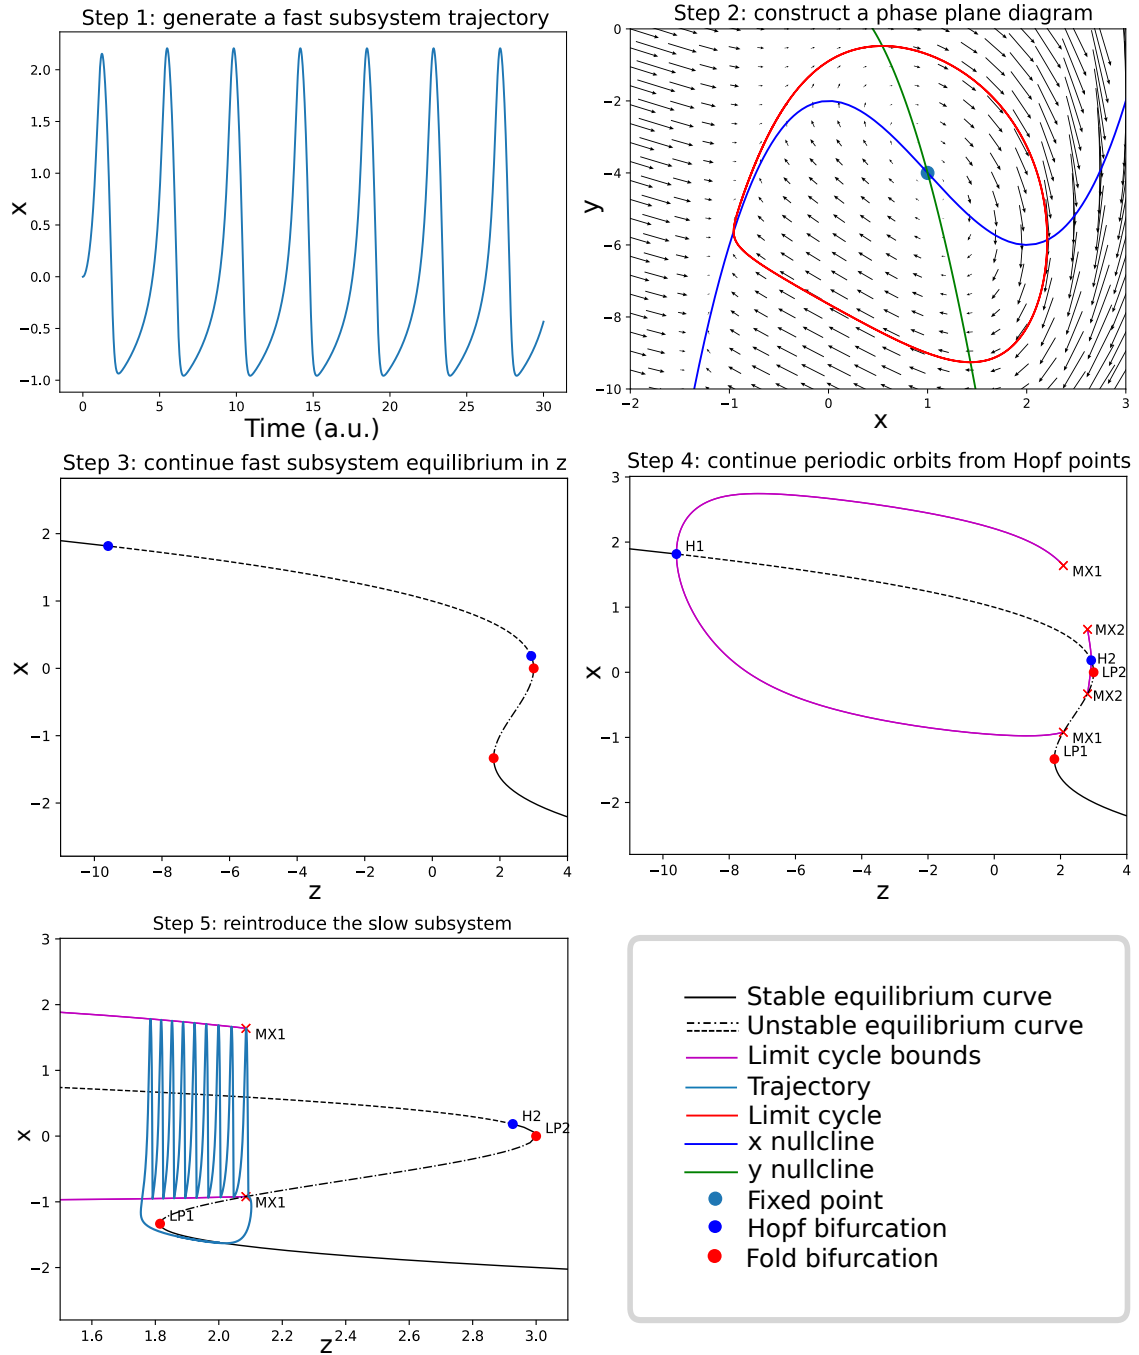 Step 1: generate a fast subsystem trajectory
2.0
1.5
1.0
0.5
0.0
−0.5
−1.0
x
0 5 10 15 20 25 30
Time (a.u.)
Step 2: construct a phase plane diagram
0
−2
−4
−6
−8
−10
y
−2 −1 0 1 2 3
x
Step 3: continue fast subsystem equilibrium in z
2
1
0
−1
−2
x
−10 −8 −6 −4 −2 0 2 4
z
Step 4: continue periodic orbits from Hopf points
3
2
1
0
−1
−2
x
H1
MX1
MX2
H2
LP2
MX2
MX1
LP1
−10 −8 −6 −4 −2 0 2 4
z
Step 5: reintroduce the slow subsystem
3
2
1
0
−1
−2
x
MX1
H2
LP2
MX1
LP1
1.6 1.8 2.0 2.2 2.4 2.6 2.8 3.0
z
Stable equilibrium curve
Unstable equilibrium curve
Limit cycle bounds
Trajectory
Limit cycle
x nullcline
y nullcline
Fixed point
Hopf bifurcation
Fold bifurcation